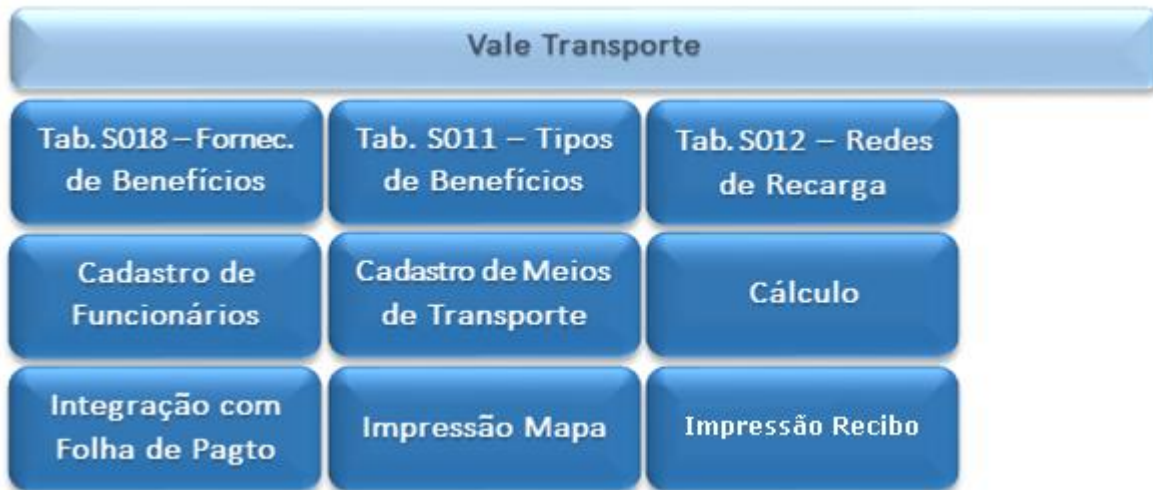 Vale Transporte
Tab. S018 – Fornec.
de Benefícios
Tab. S011 – Tipos
de Benefícios
Tab. S012 – Redes
de Recarga
Cadastro de
Funcionários
Cadastro de Meios
de Transporte
Cálculo
Integração com
Folha de Pagto
Impressão Mapa
Impressão Recibo